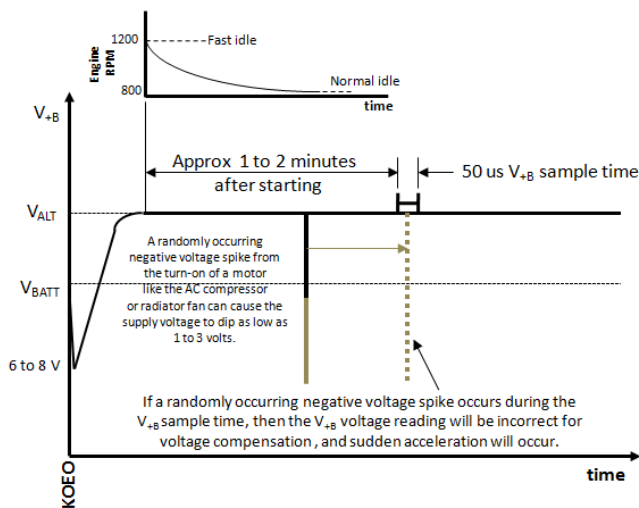 1200
Fast idle
Engine
RPM
Normal idle
800
time
V+B
Approx 1 to 2 minutes
after starting
50 us V+B sample time
VALT
A randomly occurring
negative voltage spike from
the turn-on of a motor
like the AC compressor
or radiator fan can cause the
supply voltage to dip as low as
1 to 3 volts.
VBATT
6 to 8 V
If a randomly occurring negative voltage spike occurs during the
V+B sample time, then the V+B voltage reading will be incorrect for
voltage compensation , and sudden acceleration will occur.
time
KOEO